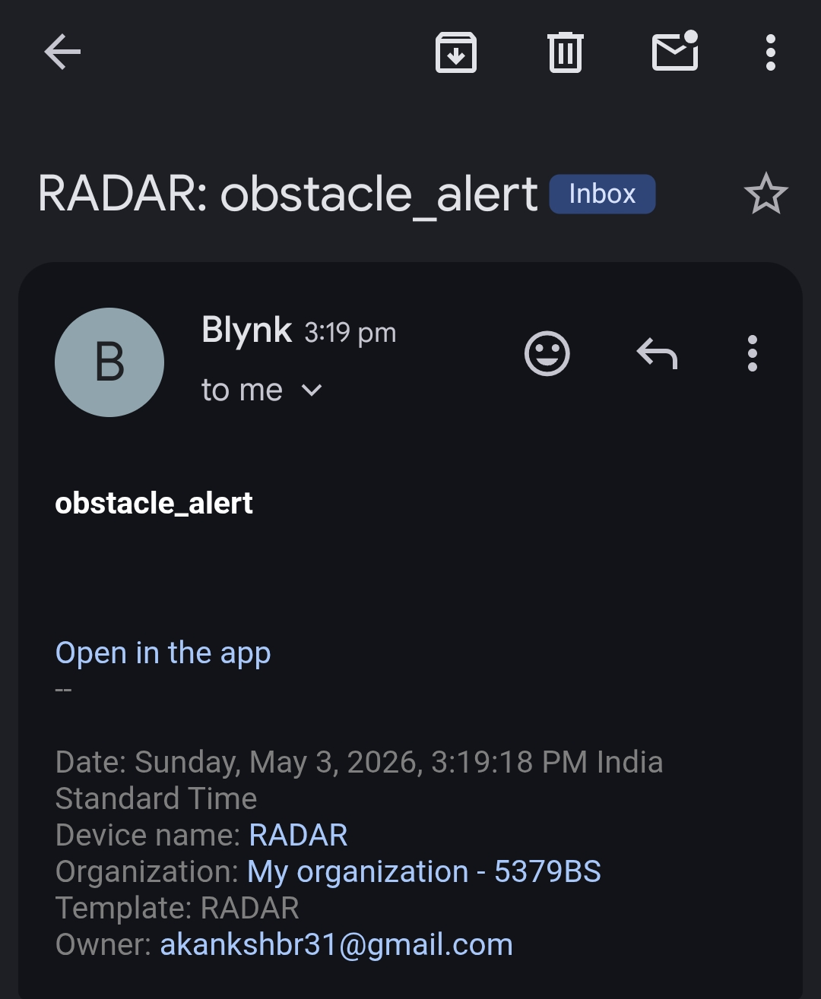 RADAR: obstacle_alert Inbox
B
Blynk 3:19 pm
to me
obstacle_alert
Open in the app
--
Date: Sunday, May 3, 2026, 3:19:18 PM India
Standard Time
Device name: RADAR
Organization: My organization - 5379BS
Template: RADAR
Owner: akankshbr31@gmail.com